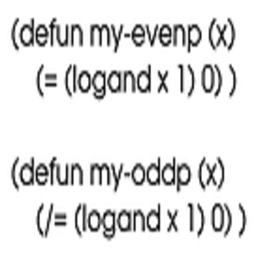 (defun my-evenp (x)
(= (logand x 1) 0) )
(defun my-oddp (x)
(/= (logand x 1) 0) )